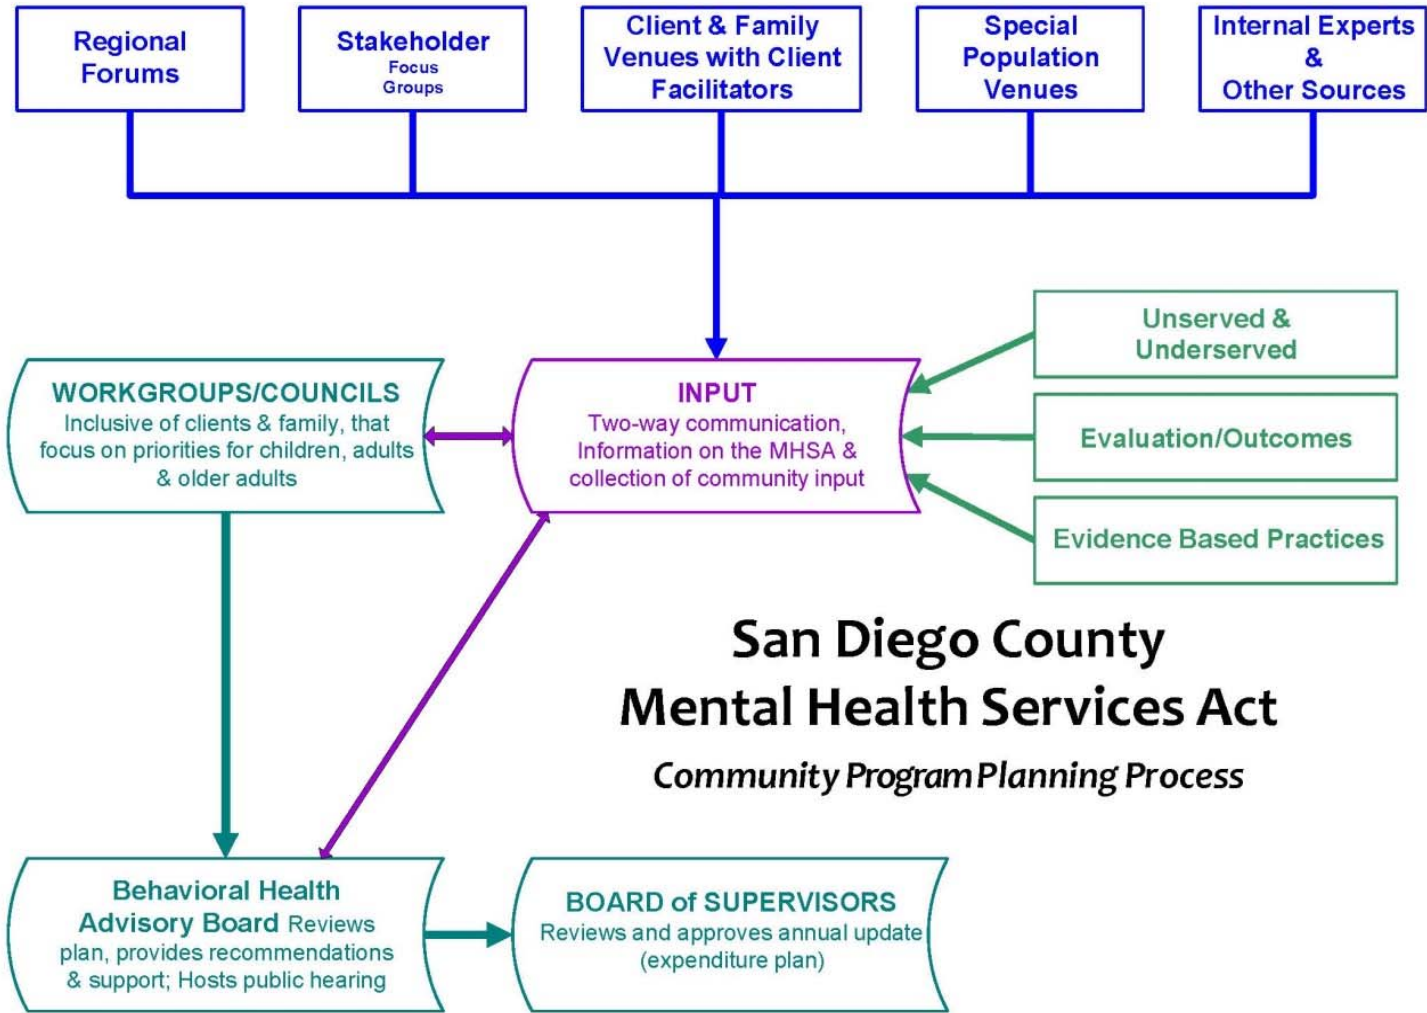 Regional
Forums
Stakeholder
Focus
Groups
Client & Family
Venues with Client
Facilitators
Special
Population
Venues
Internal Experts
&
Other Sources
Unserved &
Underserved
WORKGROUPS/COUNCILS
Inclusive of clients & family, that
focus on priorities for children, adults
& older adults
INPUT
Two-way communication,
Information on the MHSA &
collection of community input
Evaluation/Outcomes
Evidence Based Practices
San Diego County
Mental Health Services Act
Community Program Planning Process
Behavioral Health
Advisory Board Reviews
plan, provides recommendations
& support; Hosts public hearing
BOARD of SUPERVISORS
Reviews and approves annual update
(expenditure plan)